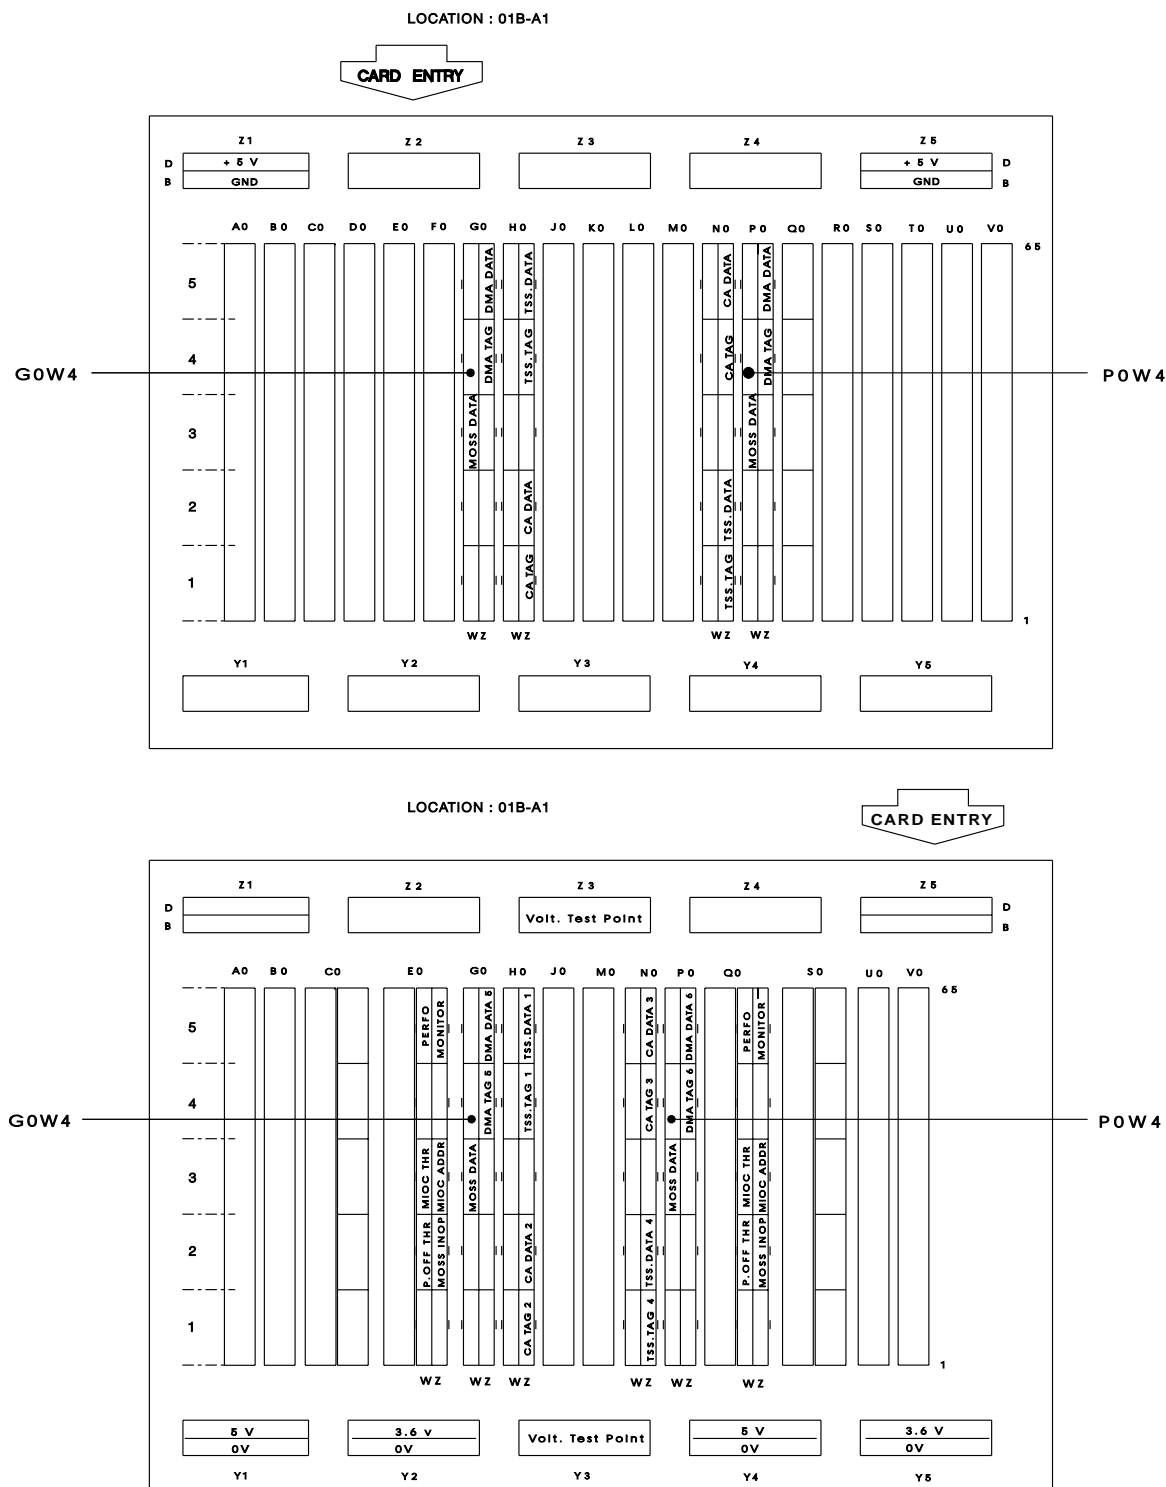 LOCATION : 01B-A1
CARD ENTRY
Z1 Z2 Z3 Z4 Z5
D + 5 V + 5 V D
B GND GND B
A0 B0 C0 D0 E0 F0 G0 H0 J0 K0 L0 M0 N0 P0 Q0 R0 S0 T0 U0 V0
65
5 DMA DATA TSS.DATA CA DATA DMA DATA
4 DMA TAG TSS.TAG CA TAG DMA TAG
G0W4 P0W4
3 MOSS DATA MOSS DATA
2 CA DATA TSS.DATA
1 CA TAG TSS.TAG
1
WZ WZ WZ WZ
Y1 Y2 Y3 Y4 Y5
LOCATION : 01B-A1
CARD ENTRY
Z1 Z2 Z3 Z4 Z5
D D
B Volt. Test Point B
A0 B0 C0 E0 G0 H0 J0 M0 N0 P0 Q0 S0 U0 V0
65
5 PERFO MONITOR DMA DATA 5 TSS.DATA 1 CA DATA 3 DMA DATA 6 PERFO MONITOR
4 DMA TAG 5 TSS.TAG 1 CA TAG 3 DMA TAG 6
G0W4 P0W4
3 MIOC THR MIOC ADDR MOSS DATA MOSS DATA MIOC THR MIOC ADDR
2 P.OFF THR MOSS INOP CA DATA 2 TSS.DATA 4 P.OFF THR MOSS INOP
1 CA TAG 2 TSS.TAG 4
1
WZ WZ WZ WZ WZ WZ
5 V 3.6 v Volt. Test Point 5 V 3.6 V
0V 0V 0V 0V
Y1 Y2 Y3 Y4 Y5